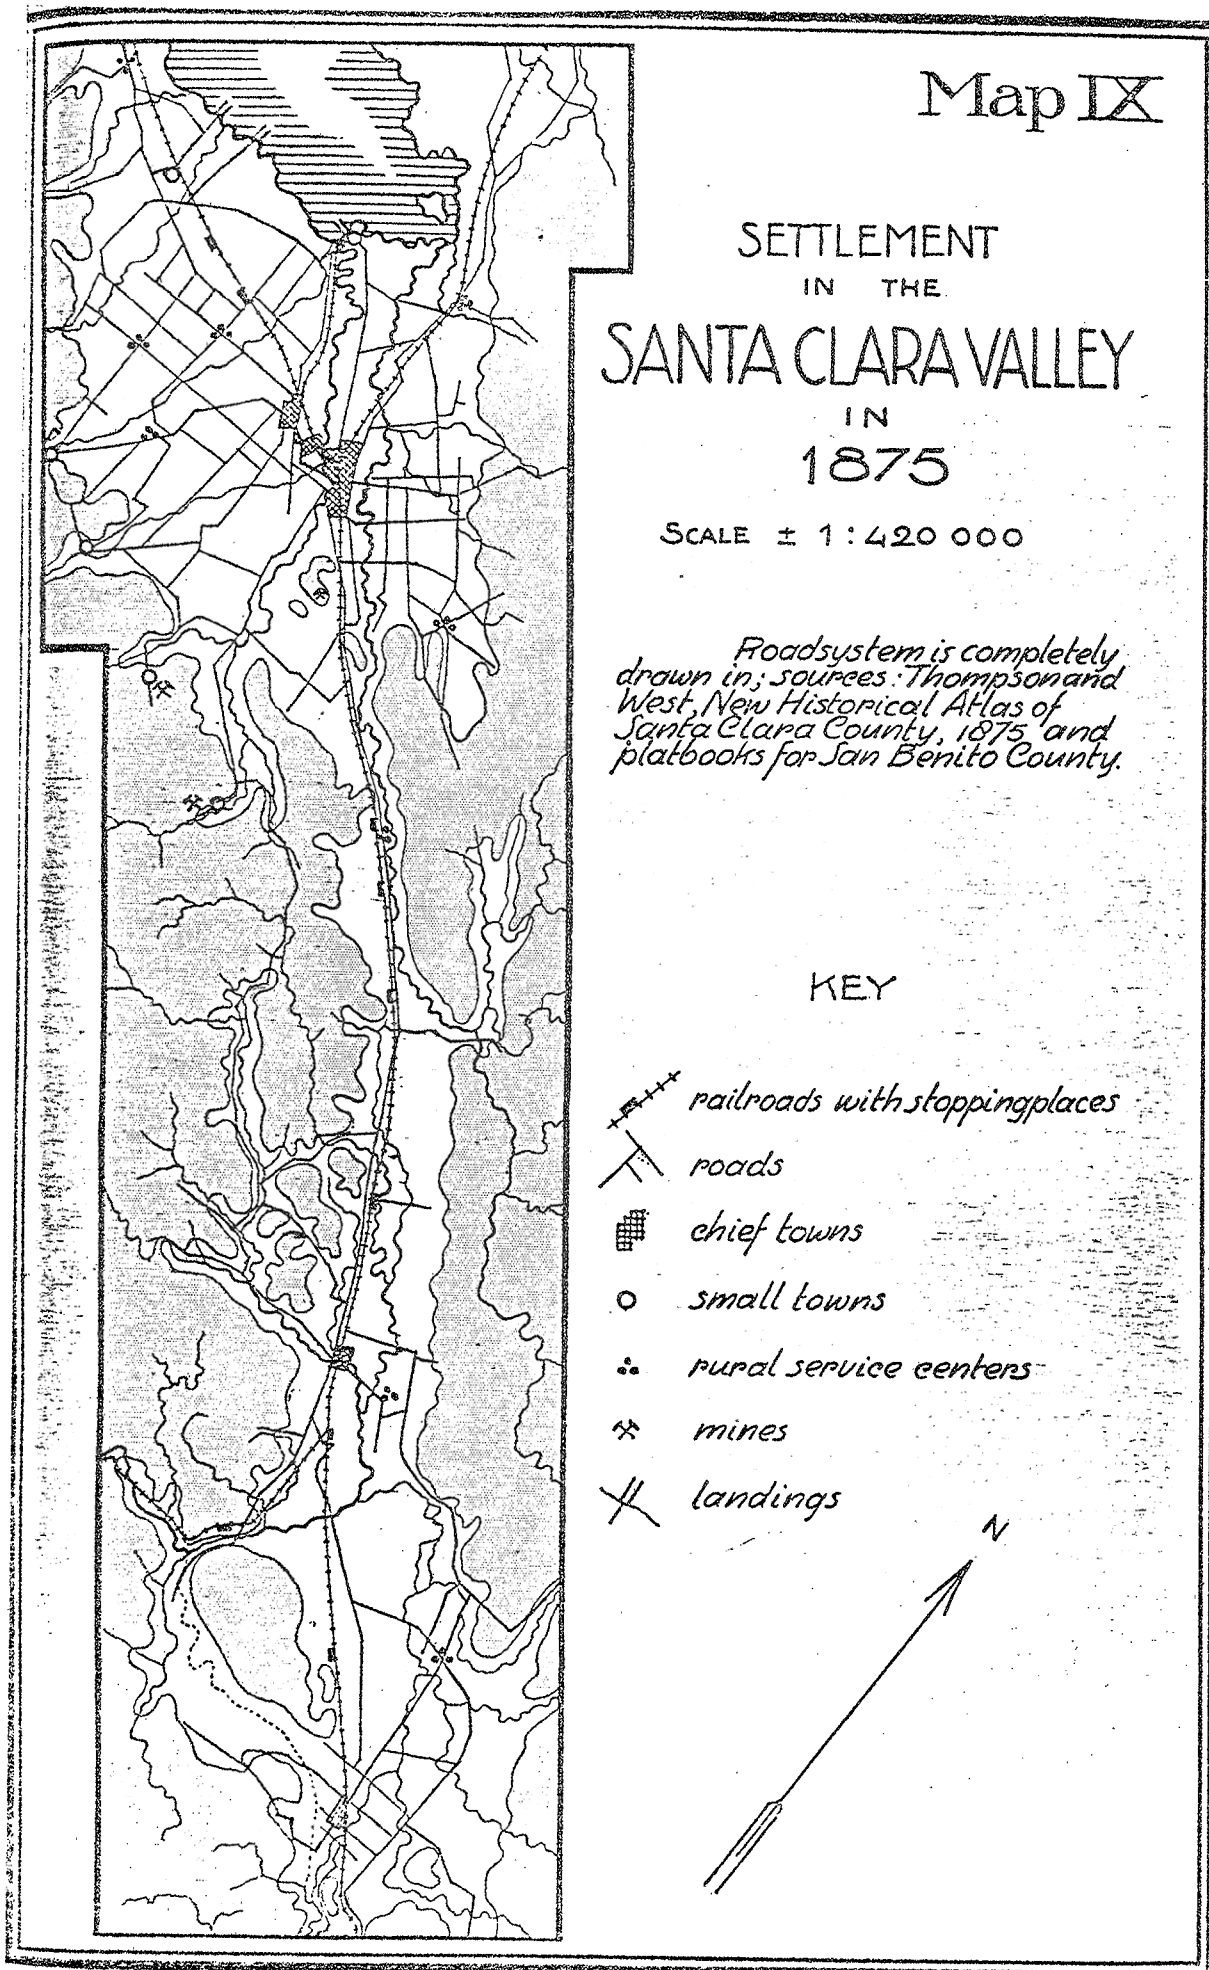 Map IX
SETTLEMENT
IN THE
SANTA CLARA VALLEY
IN
1875
SCALE ± 1:420 000
Roadsystem is completely
drawn in; sources: Thompson and
West, New Historical Atlas of
Santa Clara County, 1875 and
platbooks for San Benito County.
KEY
railroads with stoppingplaces
roads
chief towns
small towns
rural service centers
mines
landings
N